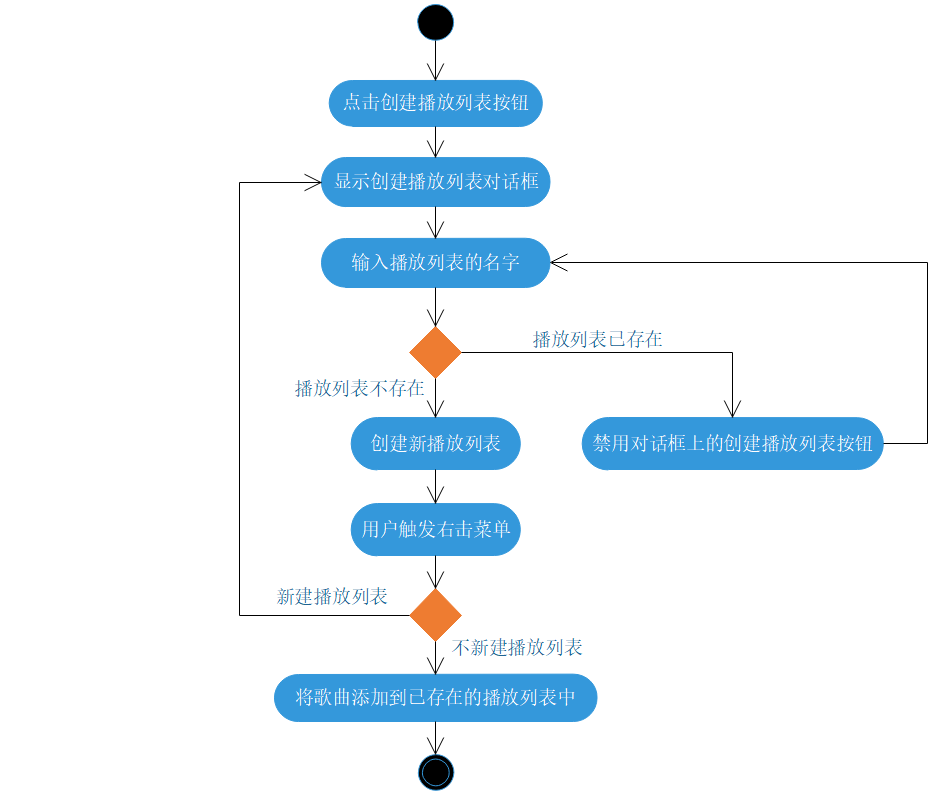 点击创建播放列表按钮
显示创建播放列表对话框
输入播放列表的名字
播放列表已存在
播放列表不存在
创建新播放列表
禁用对话框上的创建播放列表按钮
用户触发右击菜单
新建播放列表
不新建播放列表
将歌曲添加到已存在的播放列表中